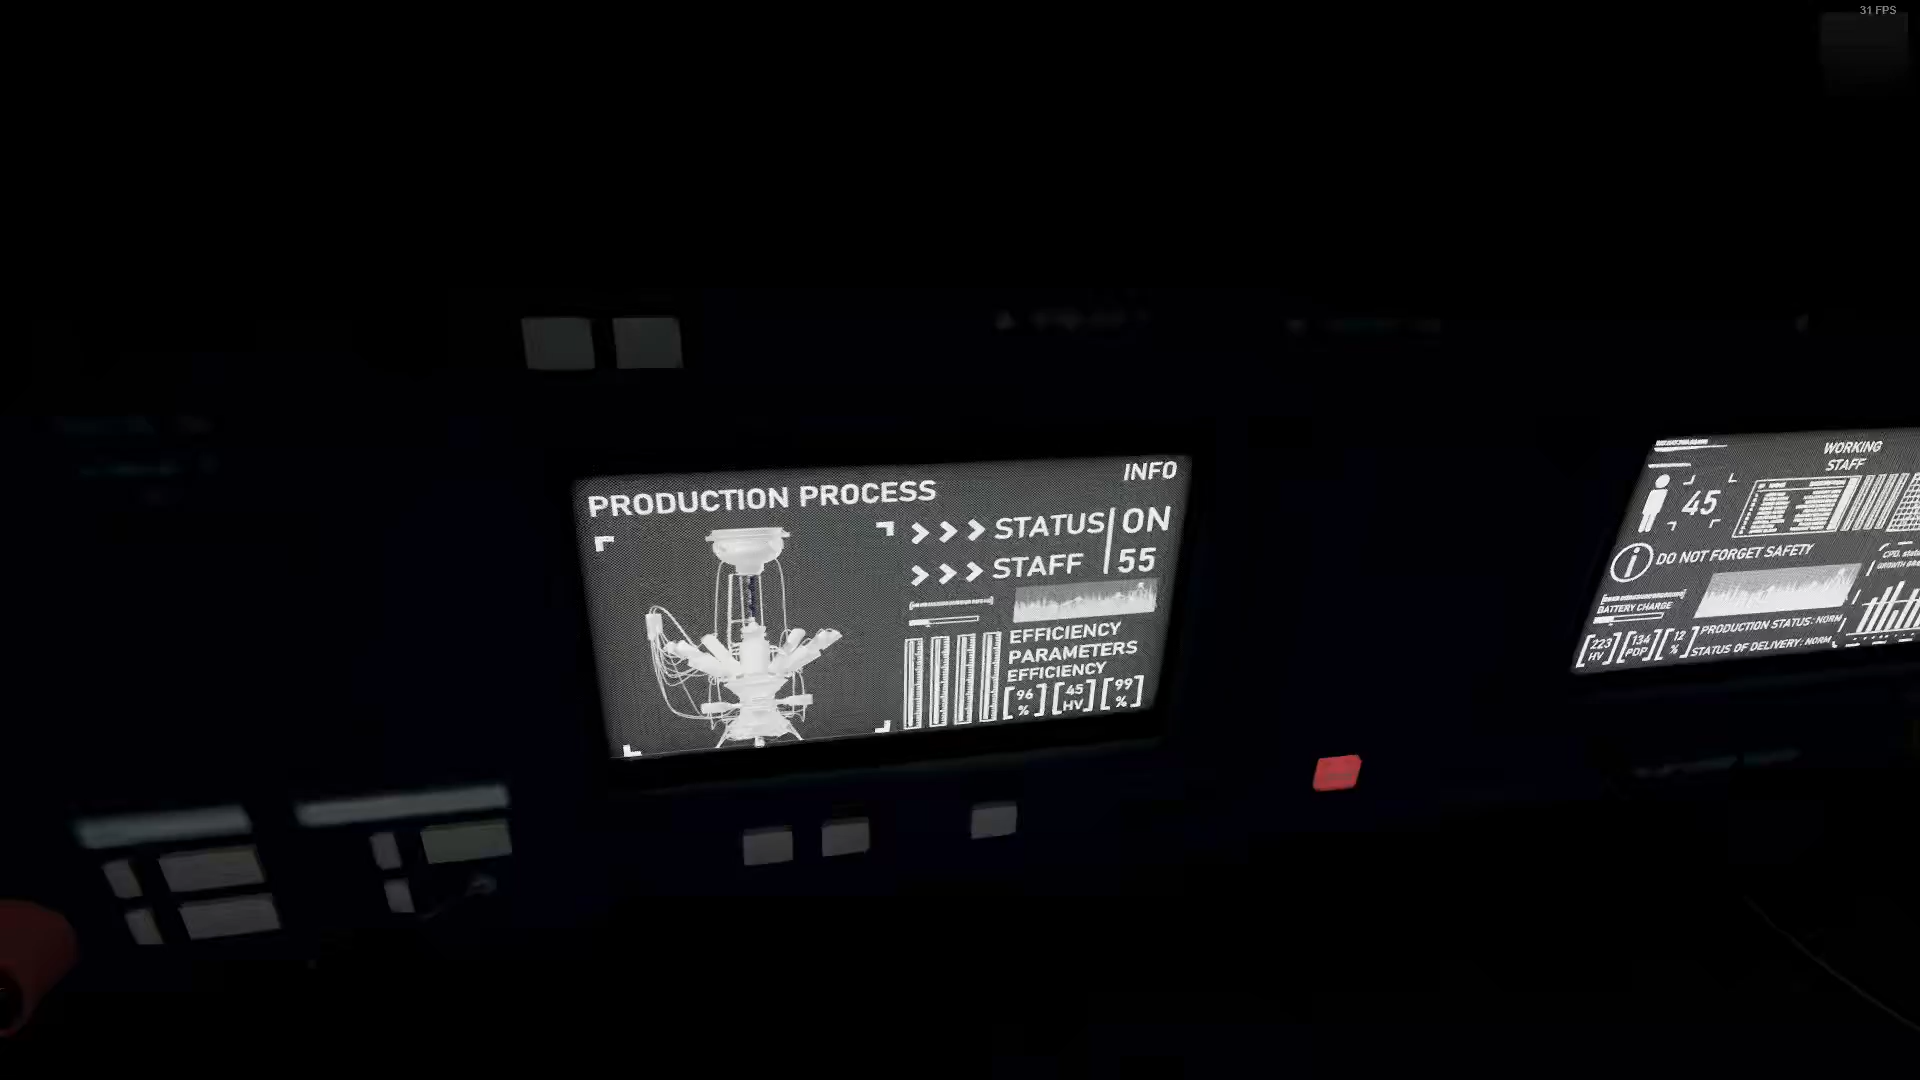 31 FPS
INFO
PRODUCTION PROCESS
STATUS ON
STAFF 55
EFFICIENCY
PARAMETERS
EFFICIENCY
96 % 45 HV 99 %
WORKING
STAFF
45
DO NOT FORGET SAFETY
BATTERY CHARGE
223 HV 134 PDP 12 %
PRODUCTION STATUS: NORM
STATUS OF DELIVERY: NORM